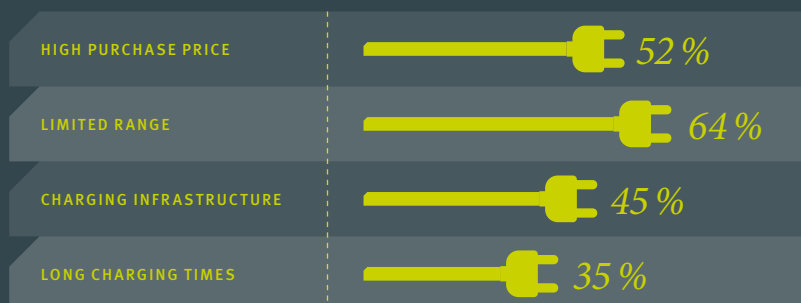 HIGH PURCHASE PRICE 52 %
LIMITED RANGE 64 %
CHARGING INFRASTRUCTURE 45 %
LONG CHARGING TIMES 35 %